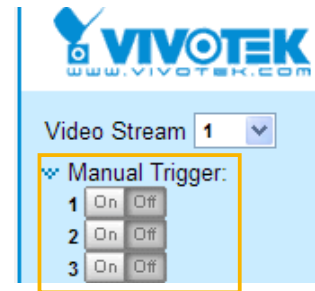 VIVOTEK
www.vivotek.com
Video Stream 1
Manual Trigger:
1 On Off
2 On Off
3 On Off